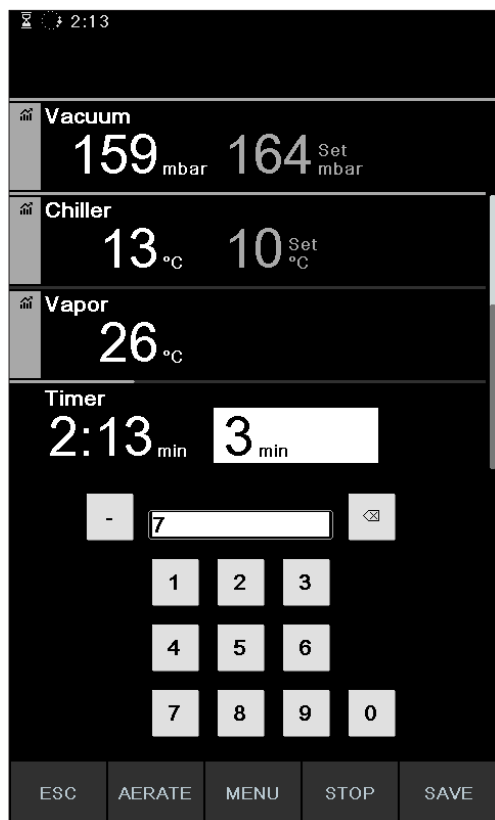 2:13
Vacuum
159 mbar 164 Set mbar
Chiller
13 °C 10 Set °C
Vapor
26 °C
Timer
2:13 min 3 min
- 7
1 2 3
4 5 6
7 8 9 0
ESC AERATE MENU STOP SAVE